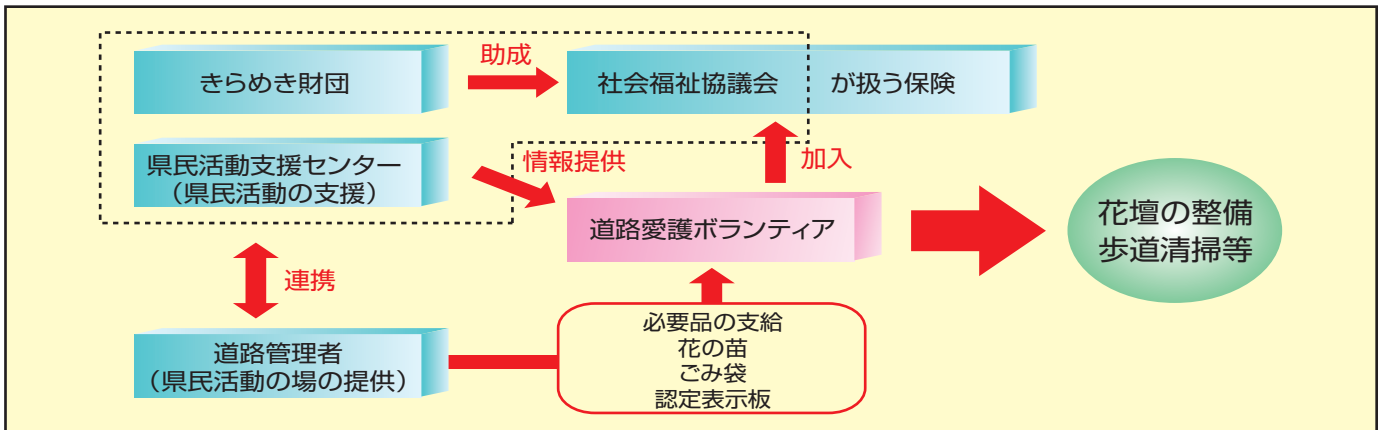 きらめき財団
助成
社会福祉協議会 が扱う保険
県民活動支援センター
(県民活動の支援)
情報提供
加入
道路愛護ボランティア
花壇の整備
歩道清掃等
連携
道路管理者
(県民活動の場の提供)
必要品の支給
花の苗
ごみ袋
認定表示板